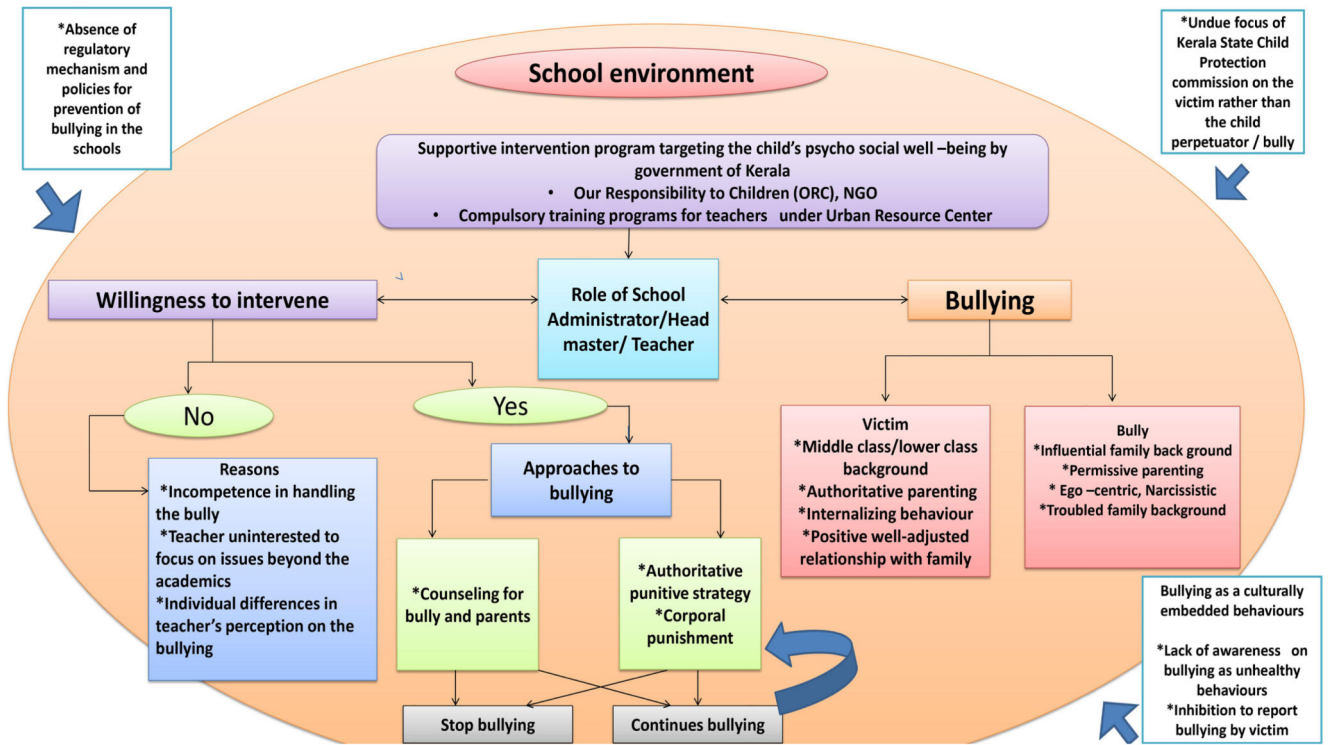 *Absence of
regulatory
mechanism and
policies for
prevention of
bullying in the
schools
*Undue focus of
Kerala State Child
Protection
commission on the
victim rather than
the child
perpetuator / bully
School environment
Supportive intervention program targeting the child's psycho social well –being by
government of Kerala
• Our Responsibility to Children (ORC), NGO
• Compulsory training programs for teachers under Urban Resource Center
Willingness to intervene
Role of School
Administrator/Head
master/ Teacher
Bullying
No
Yes
Reasons
*Incompetence in handling
the bully
*Teacher uninterested to
focus on issues beyond the
academics
*Individual differences in
teacher's perception on the
bullying
Approaches to
bullying
*Counseling for
bully and parents
*Authoritative
punitive strategy
*Corporal
punishment
Stop bullying
Continues bullying
Victim
*Middle class/lower class
background
*Authoritative parenting
*Internalizing behaviour
*Positive well-adjusted
relationship with family
Bully
*Influential family back ground
*Permissive parenting
* Ego –centric, Narcissistic
*Troubled family background
Bullying as a culturally
embedded behaviours
*Lack of awareness on
bullying as unhealthy
behaviours
*Inhibition to report
bullying by victim